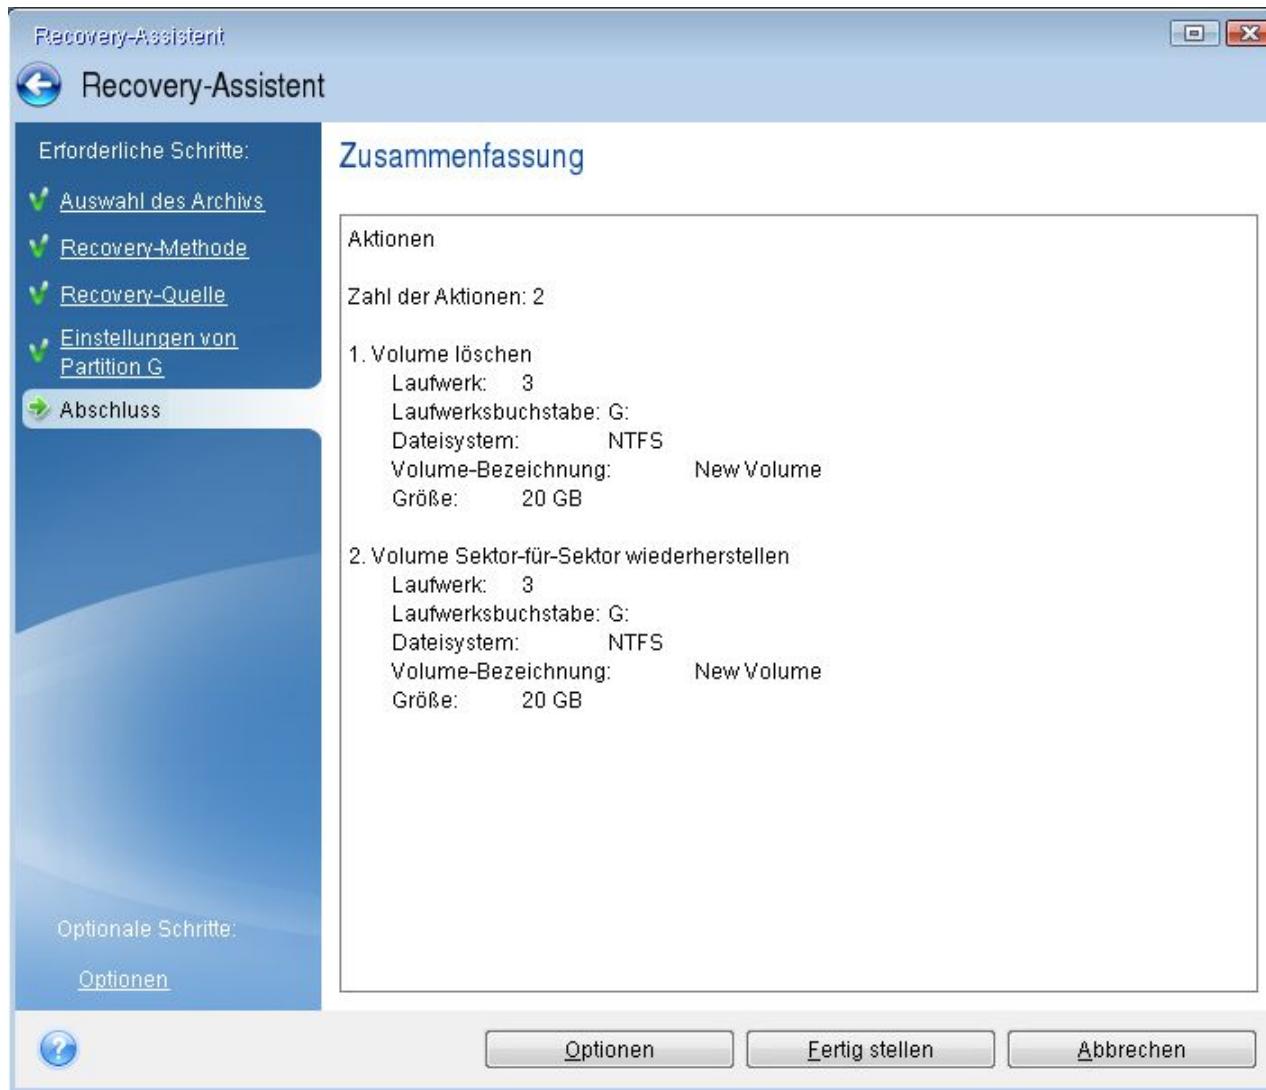 Recovery-Assistent
Recovery-Assistent
Erforderliche Schritte:
Auswahl des Archivs
Recovery-Methode
Recovery-Quelle
Einstellungen von
Partition G
Abschluss
Optionale Schritte:
Optionen
Zusammenfassung
Aktionen
Zahl der Aktionen: 2
1. Volume löschen
Laufwerk: 3
Laufwerksbuchstabe: G:
Dateisystem: NTFS
Volume-Bezeichnung: New Volume
Größe: 20 GB
2. Volume Sektor-für-Sektor wiederherstellen
Laufwerk: 3
Laufwerksbuchstabe: G:
Dateisystem: NTFS
Volume-Bezeichnung: New Volume
Größe: 20 GB
?
Optionen
Fertig stellen
Abbrechen